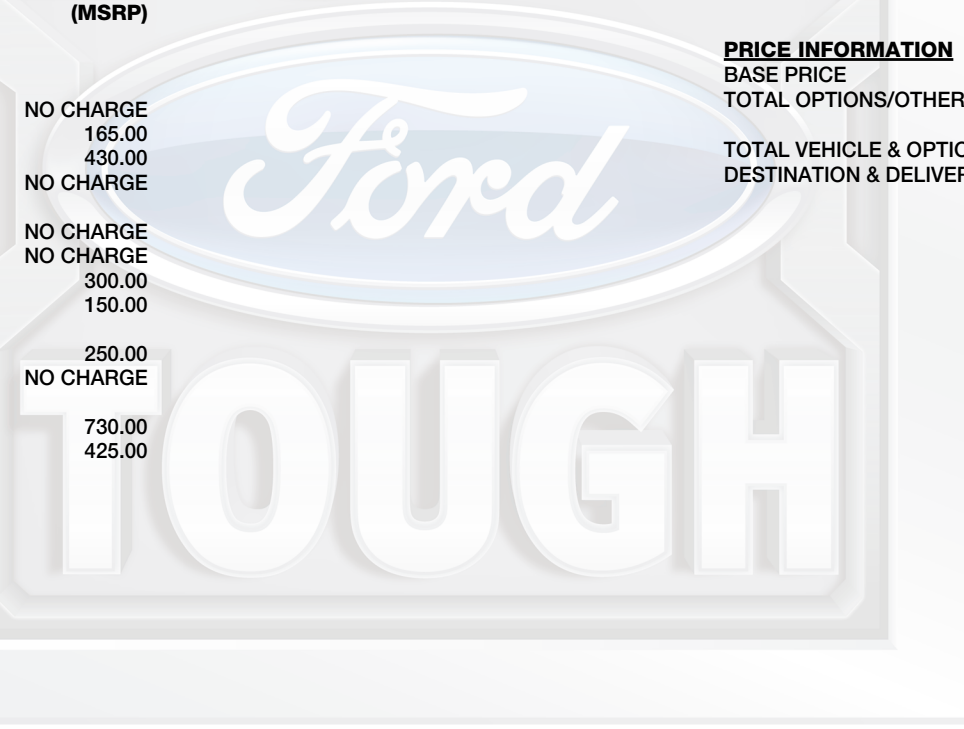 (MSRP)
NO CHARGE
165.00
430.00
NO CHARGE
NO CHARGE
NO CHARGE
300.00
150.00
250.00
NO CHARGE
730.00
425.00
PRICE INFORMATION
BASE PRICE
TOTAL OPTIONS/OTHER
TOTAL VEHICLE & OPTIO
DESTINATION & DELIVER
Ford
TOUGH